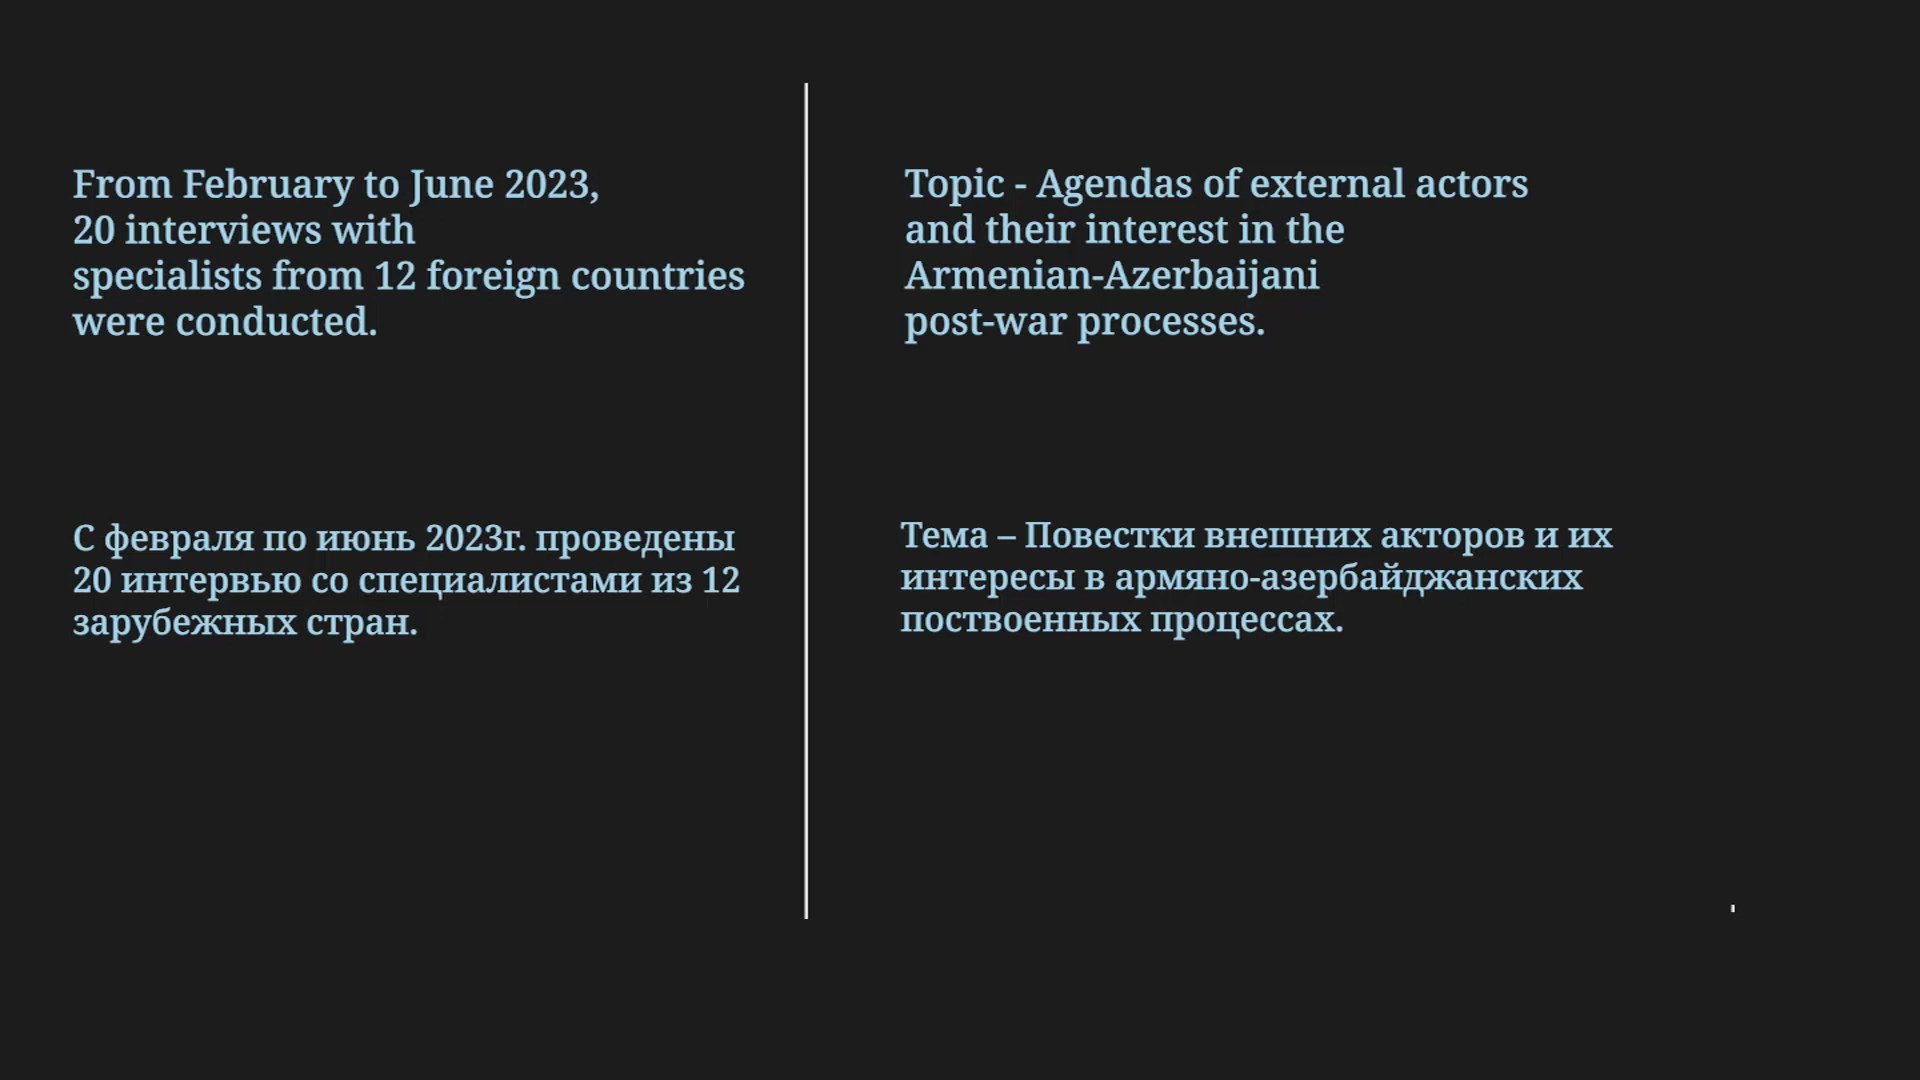 From February to June 2023,
20 interviews with
specialists from 12 foreign countries
were conducted.
С февраля по июнь 2023г. проведены
20 интервью со специалистами из 12
зарубежных стран.
Topic - Agendas of external actors
and their interest in the
Armenian-Azerbaijani
post-war processes.
Тема – Повестки внешних акторов и их
интересы в армяно-азербайджанских
поствоенных процессах.